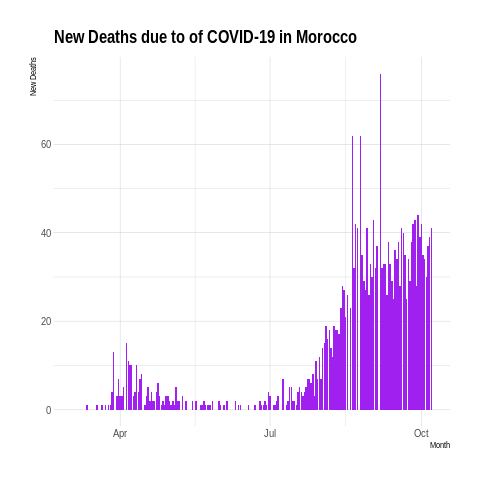 New Deaths due to of COVID-19 in Morocco
New Deaths
60
40
20
0
Apr
Jul
Oct
Month